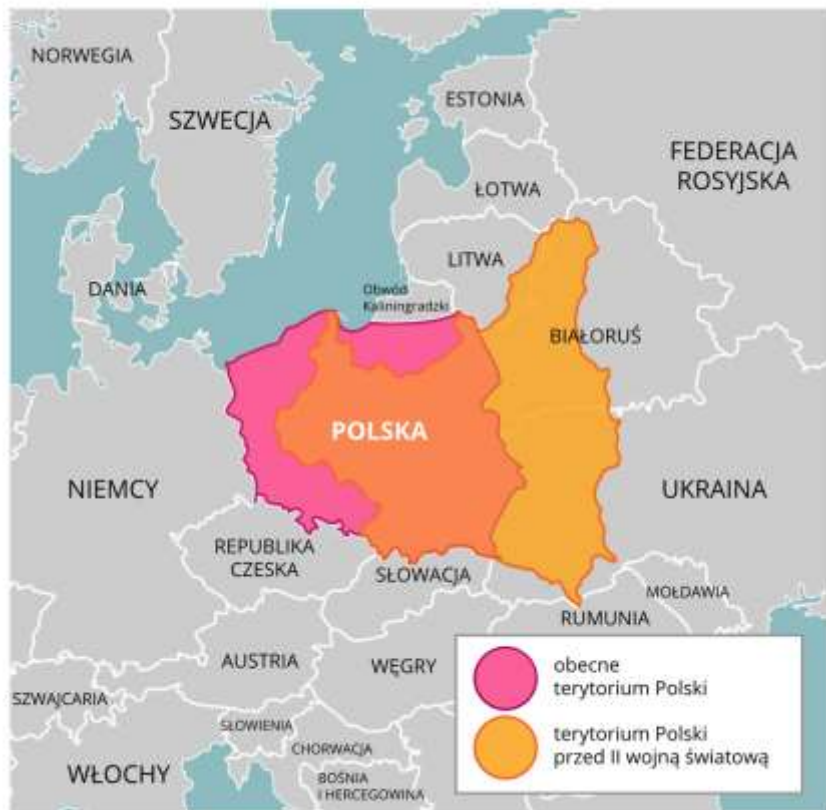 NORWEGIA
SZWECJA
ESTONIA
FEDERACJA
ROSYJSKA
ŁOTWA
LITWA
DANIA
Obwód
Kaliningradzki
BIAŁORUŚ
POLSKA
NIEMCY
UKRAINA
REPUBLIKA
CZESKA
SŁOWACJA
MOŁDAWIA
RUMUNIA
AUSTRIA
WĘGRY
SZWAJCARIA
SŁOWIENIA
CHORWACJA
WŁOCHY
BOŚNIA
I HERCEGOWINA
obecne
terytorium Polski
terytorium Polski
przed II wojną światową